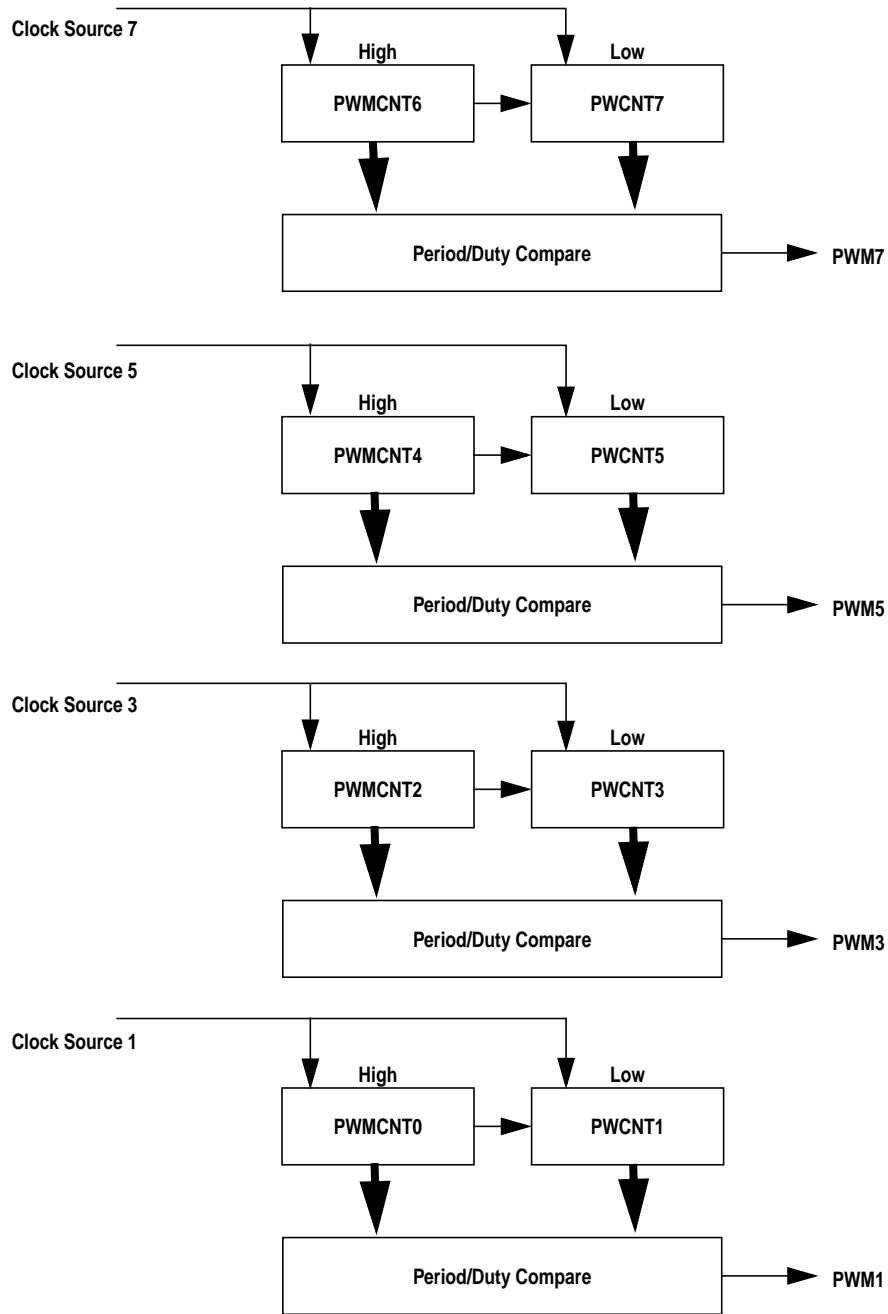 Clock Source 7
High
Low
PWMCNT6
PWCNT7
Period/Duty Compare
PWM7
Clock Source 5
High
Low
PWMCNT4
PWCNT5
Period/Duty Compare
PWM5
Clock Source 3
High
Low
PWMCNT2
PWCNT3
Period/Duty Compare
PWM3
Clock Source 1
High
Low
PWMCNT0
PWCNT1
Period/Duty Compare
PWM1